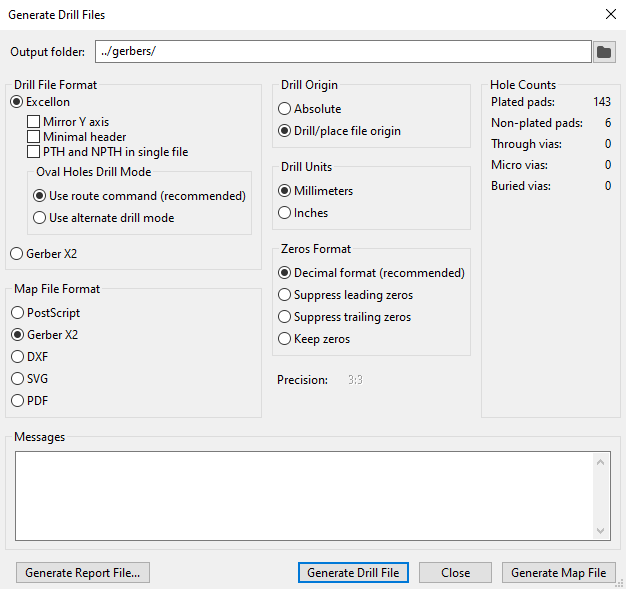 Generate Drill Files
Output folder: ../gerbers/
Drill File Format
Excellon
Mirror Y axis
Minimal header
PTH and NPTH in single file
Oval Holes Drill Mode
Use route command (recommended)
Use alternate drill mode
Gerber X2
Map File Format
PostScript
Gerber X2
DXF
SVG
PDF
Drill Origin
Absolute
Drill/place file origin
Drill Units
Millimeters
Inches
Zeros Format
Decimal format (recommended)
Suppress leading zeros
Suppress trailing zeros
Keep zeros
Precision: 3:3
Hole Counts
Plated pads: 143
Non-plated pads: 6
Through vias: 0
Micro vias: 0
Buried vias: 0
Messages
Generate Report File... Generate Drill File Close Generate Map File